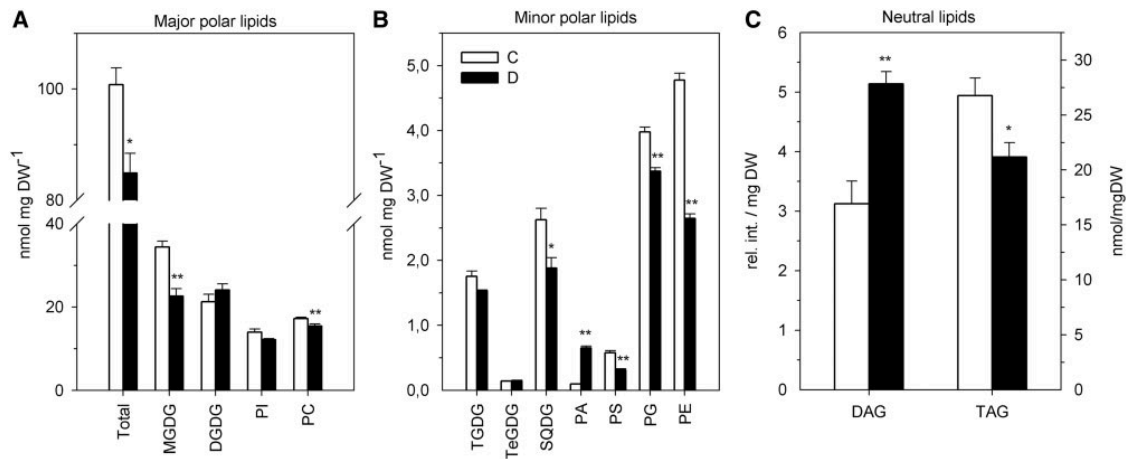 A
Major polar lipids
nmol mg DW-1
100
80
40
20
0
*
**
**
Total
MGDG
DGDG
PI
PC
B
Minor polar lipids
nmol mg DW-1
5,0
4,0
3,0
2,0
1,0
0,0
C
D
*
**
**
**
**
TGDG
TeGDG
SQDG
PA
PS
PG
PE
C
Neutral lipids
rel. int. / mg DW
6
5
4
3
2
1
0
**
*
DAG
TAG
30
25
20
15
10
5
0
nmol/mgDW